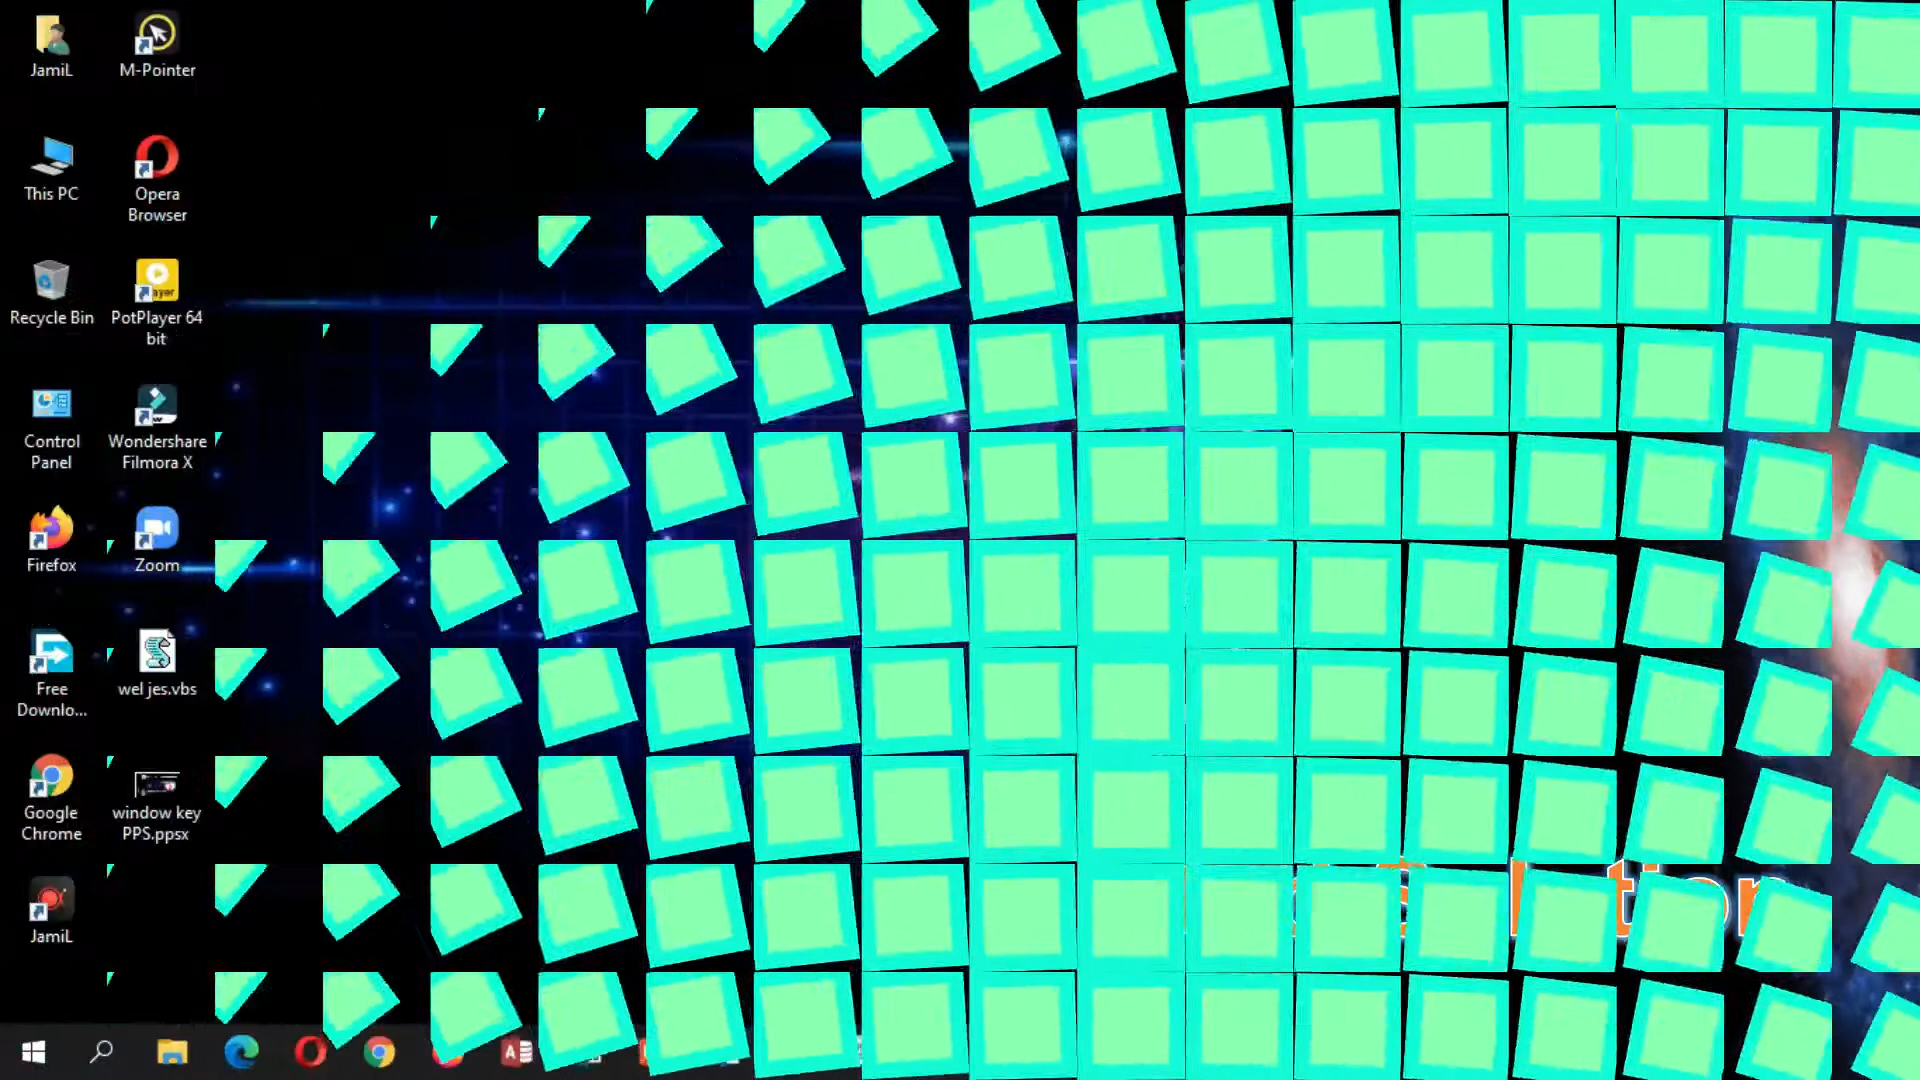 JamiL
M-Pointer
This PC
Opera
Browser
Recycle Bin
PotPlayer 64
bit
Control
Panel
Wondershare
Filmora X
Firefox
Zoom
Free
Downlo...
wel jes.vbs
Google
Chrome
window key
PPS.ppsx
JamiL